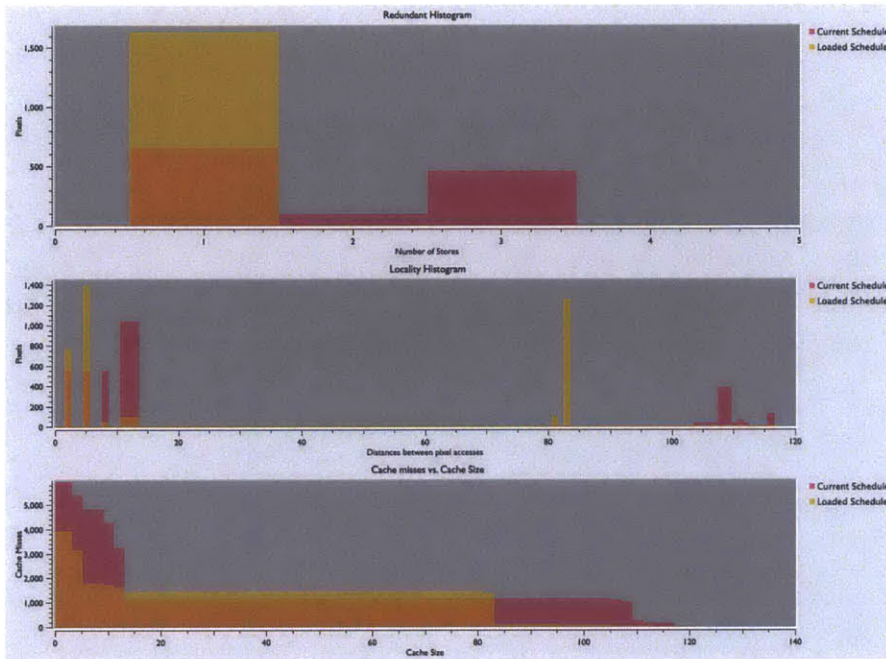 Redundant Histogram
Current Schedule
Loaded Schedule
1,500
1,000
500
0
Pixels
0 1 2 3 4 5
Number of Stores
Locality Histogram
Current Schedule
Loaded Schedule
1,400
1,200
1,000
800
600
400
200
0
Pixels
0 20 40 60 80 100 120
Distances between pixel accesses
Cache misses vs. Cache Size
Current Schedule
Loaded Schedule
5,000
4,000
3,000
2,000
1,000
0
Cache Misses
0 20 40 60 80 100 120 140
Cache Size